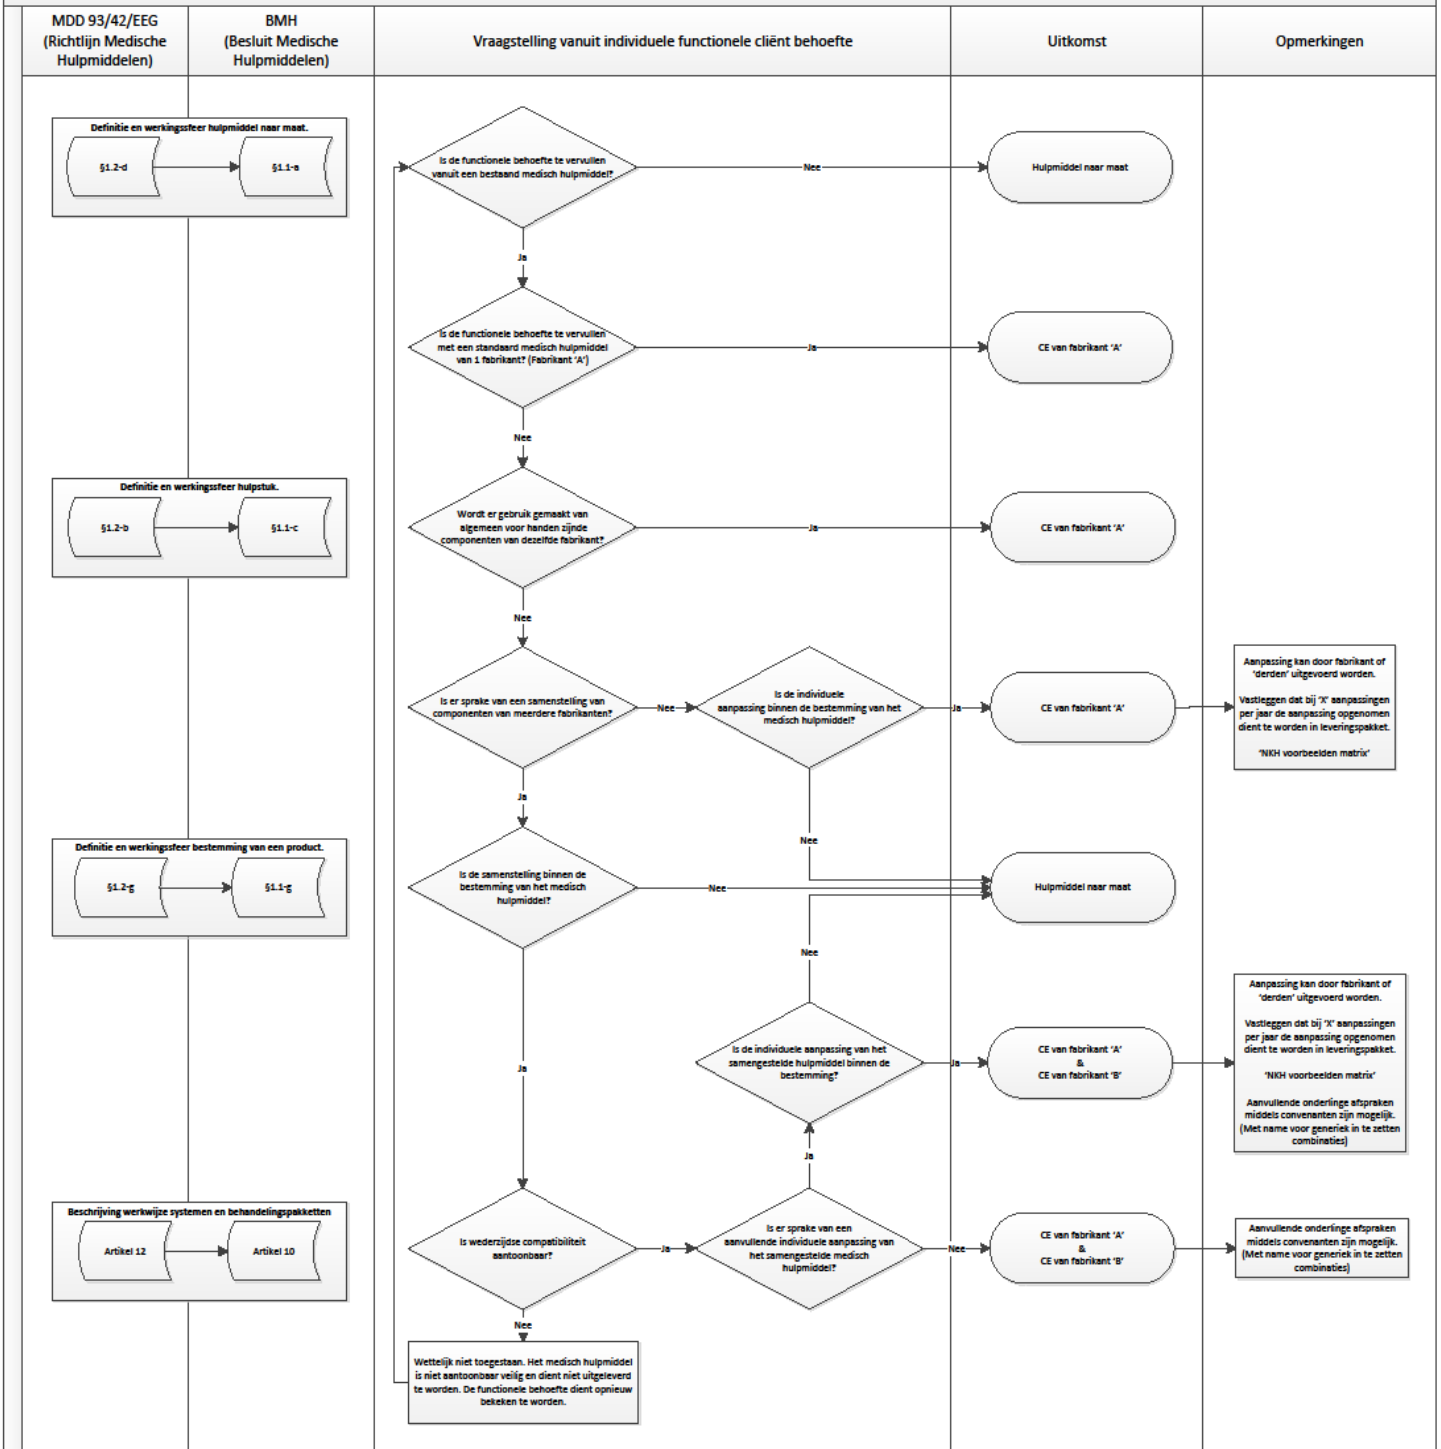 MDD 93/42/EEG
(Richtlijn Medische
Hulpmiddelen)
BMH
(Besluit Medische
Hulpmiddelen)
Vraagstelling vanuit individuele functionele cliënt behoefte
Uitkomst
Opmerkingen
Definitie en werkingssfeer hulpmiddel naar maat.
§1.2-d
§1.1-a
Is de functionele behoefte te vervullen
vanuit een bestaand medisch hulpmiddel?
Nee
Hulpmiddel naar maat
Ja
Is de functionele behoefte te vervullen
met een standaard medisch hulpmiddel
van 1 fabrikant? (Fabrikant 'A')
Ja
CE van fabrikant 'A'
Nee
Definitie en werkingssfeer hulpstuk.
§1.2-b
§1.1-c
Wordt er gebruik gemaakt van
algemeen voor handen zijnde
componenten van dezelfde fabrikant?
Ja
CE van fabrikant 'A'
Nee
Is er sprake van een samenstelling van
componenten van meerdere fabrikanten?
Nee
Is de individuele
aanpassing binnen de bestemming van het
medisch hulpmiddel?
Ja
CE van fabrikant 'A'
Aanpassing kan door fabrikant of
'derden' uitgevoerd worden.
Vastleggen dat bij 'X' aanpassingen
per jaar de aanpassing opgenomen
dient te worden in leveringspakket.
'NKH voorbeelden matrix'
Ja
Nee
Definitie en werkingssfeer bestemming van een product.
§1.2-g
§1.1-g
Is de samenstelling binnen de
bestemming van het medisch
hulpmiddel?
Nee
Hulpmiddel naar maat
Nee
Ja
Is de individuele aanpassing van het
samengestelde hulpmiddel binnen de
bestemming?
Ja
CE van fabrikant 'A'
&
CE van fabrikant 'B'
Aanpassing kan door fabrikant of
'derden' uitgevoerd worden.
Vastleggen dat bij 'X' aanpassingen
per jaar de aanpassing opgenomen
dient te worden in leveringspakket.
'NKH voorbeelden matrix'
Aanvullende onderlinge afspraken
middels convenanten zijn mogelijk.
(Met name voor generiek in te zetten
combinaties)
Ja
Beschrijving werkwijze systemen en behandelingspakketten
Artikel 12
Artikel 10
Is wederzijdse compatibiliteit
aantoonbaar?
Ja
Is er sprake van een
aanvullende individuele aanpassing van
het samengestelde medisch
hulpmiddel?
Nee
CE van fabrikant 'A'
&
CE van fabrikant 'B'
Aanvullende onderlinge afspraken
middels convenanten zijn mogelijk.
(Met name voor generiek in te zetten
combinaties)
Nee
Wettelijk niet toegestaan. Het medisch hulpmiddel
is niet aantoonbaar veilig en dient niet uitgeleverd
te worden. De functionele behoefte dient opnieuw
bekeken te worden.